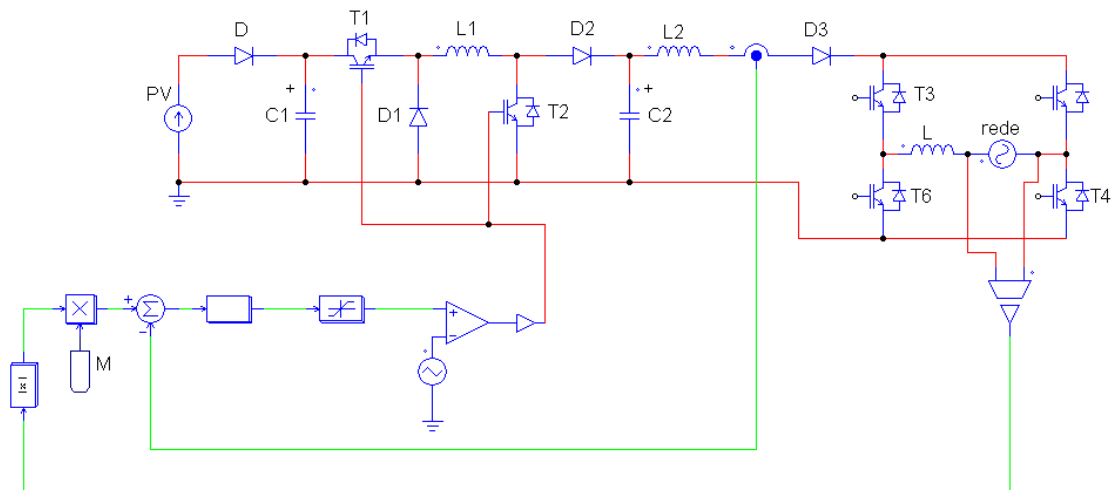 D
T1
L1
D2
L2
D3
PV
+
C1
D1
T2
+
C2
T3
L
rede
T6
T4
+
Σ
-
+
-
M
|x|